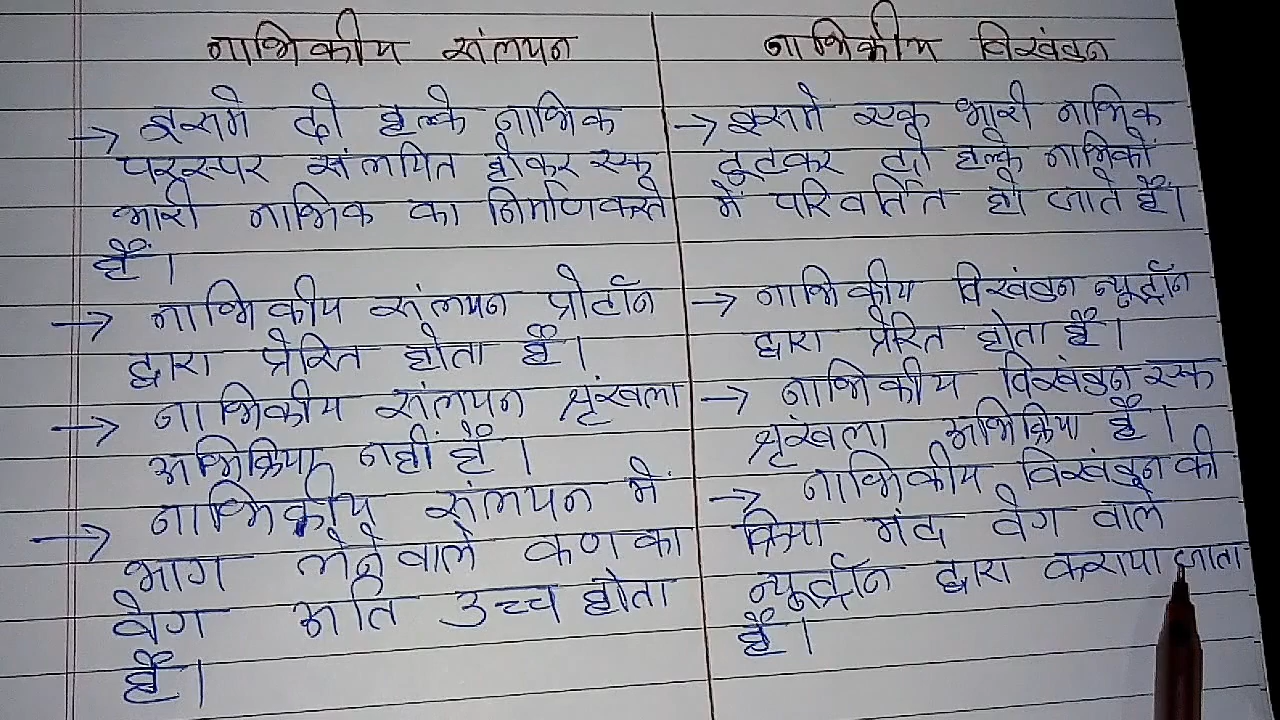 नाभिकीय संलयन
इसमे दो हल्के नाभिक
परस्पर संलयित होकर एक
भारी नाभिक का निर्माण करते
हैं।
नाभिकीय संलयन प्रोटॉन
द्वारा प्रेरित होता हैं।
नाभिकीय संलयन श्रृंखला
अभिक्रिया नहीं हैं।
नाभिकीय संलयन में
भाग लेनेवाले कण का
वेग अति उच्च होता
हैं।
नाभिकीय विखंडन
इसमे एक भारी नाभिक
टूटकर दो हल्के नाभिकों
में परिवर्तित हो जाते हैं।
नाभिकीय विखंडन न्यूट्रॉन
द्वारा प्रेरित होता हैं।
नाभिकीय विखंडन एक
श्रृंखला अभिक्रिया हैं।
नाभिकीय विखंडन की
क्रिया मंद वेग वाले
न्यूट्रॉन द्वारा कराया जाता
हैं।